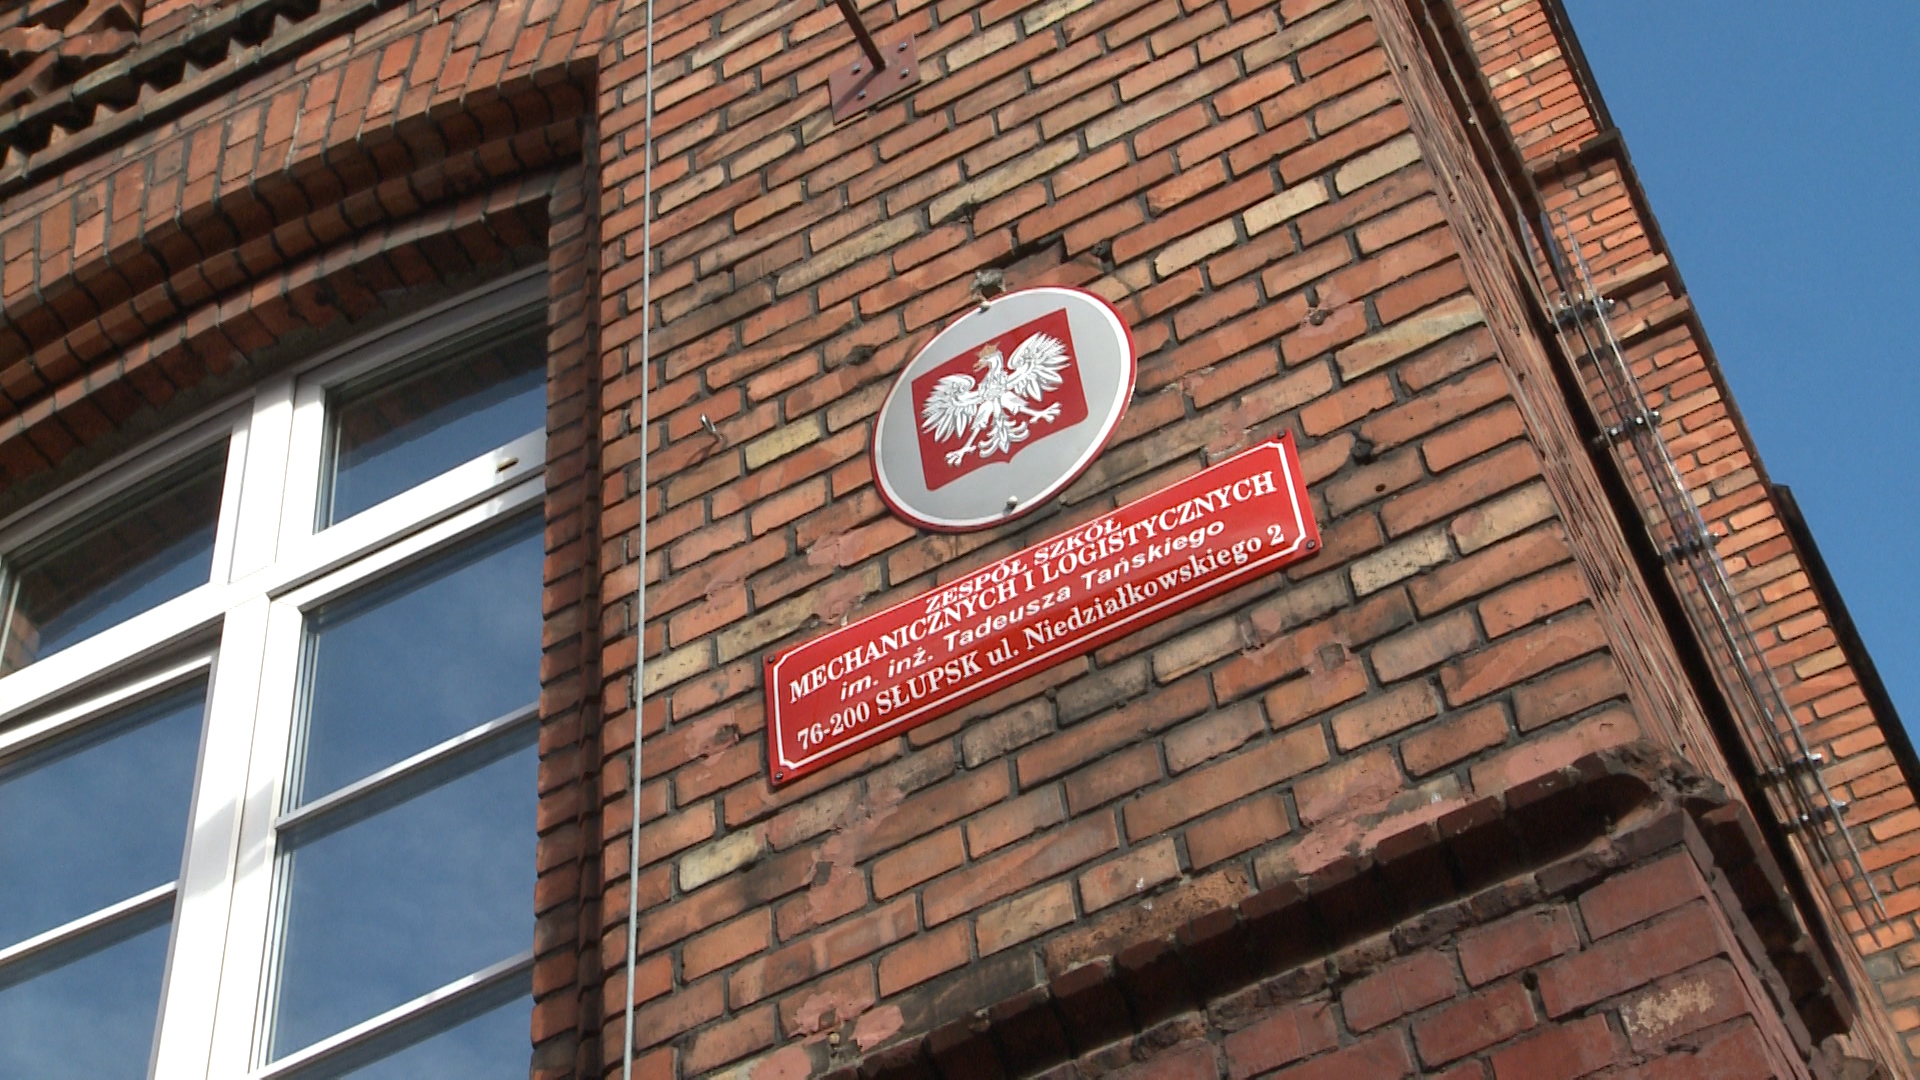 ZESPÓŁ SZKÓŁ
MECHANICZNYCH I LOGISTYCZNYCH
im. inż. Tadeusza Tańskiego
76-200 SŁUPSK ul. Niedziałkowskiego 2